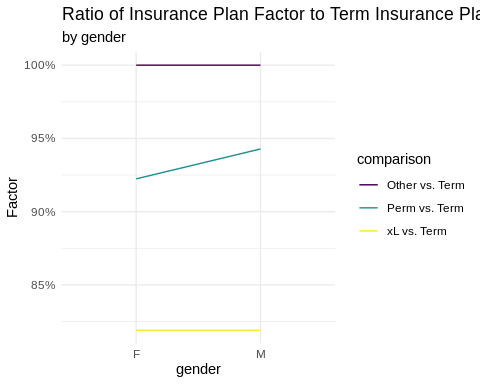 Ratio of Insurance Plan Factor to Term Insurance
by gender
100%
95%
90%
85%
Factor
F
M
gender
comparison
Other vs. Term
Perm vs. Term
xL vs. Term